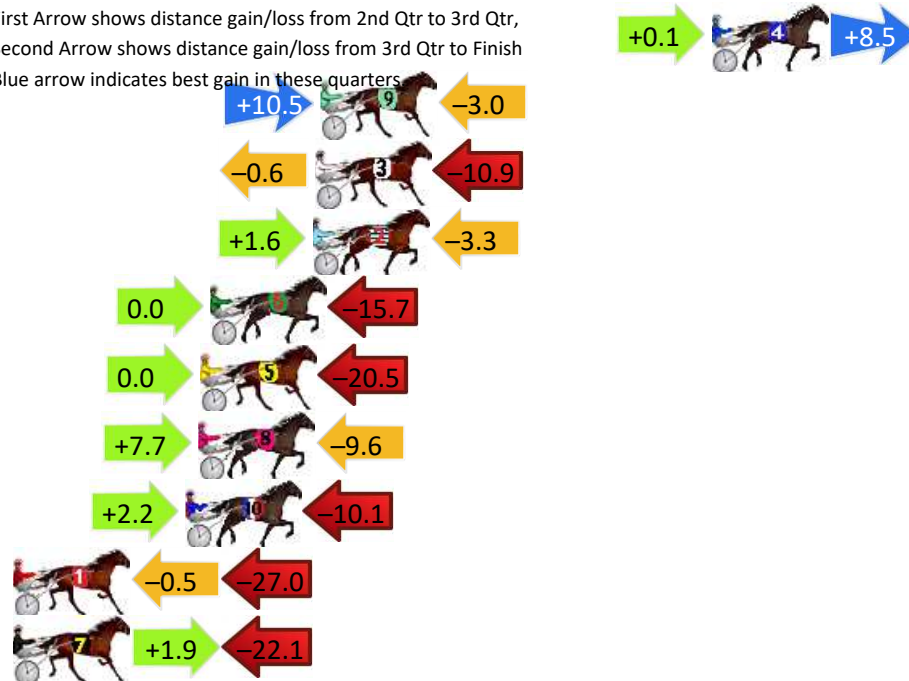 irst Arrow shows distance gain/loss from 2nd Qtr to 3rd Qtr,
econd Arrow shows distance gain/loss from 3rd Qtr to Finish
lue arrow indicates best gain in these quarters
+0.1 4 +8.5
+10.5 9 –3.0
–0.6 3 –10.9
+1.6 2 –3.3
0.0 6 –15.7
0.0 5 –20.5
+7.7 8 –9.6
+2.2 10 –10.1
1 –0.5 –27.0
7 +1.9 –22.1